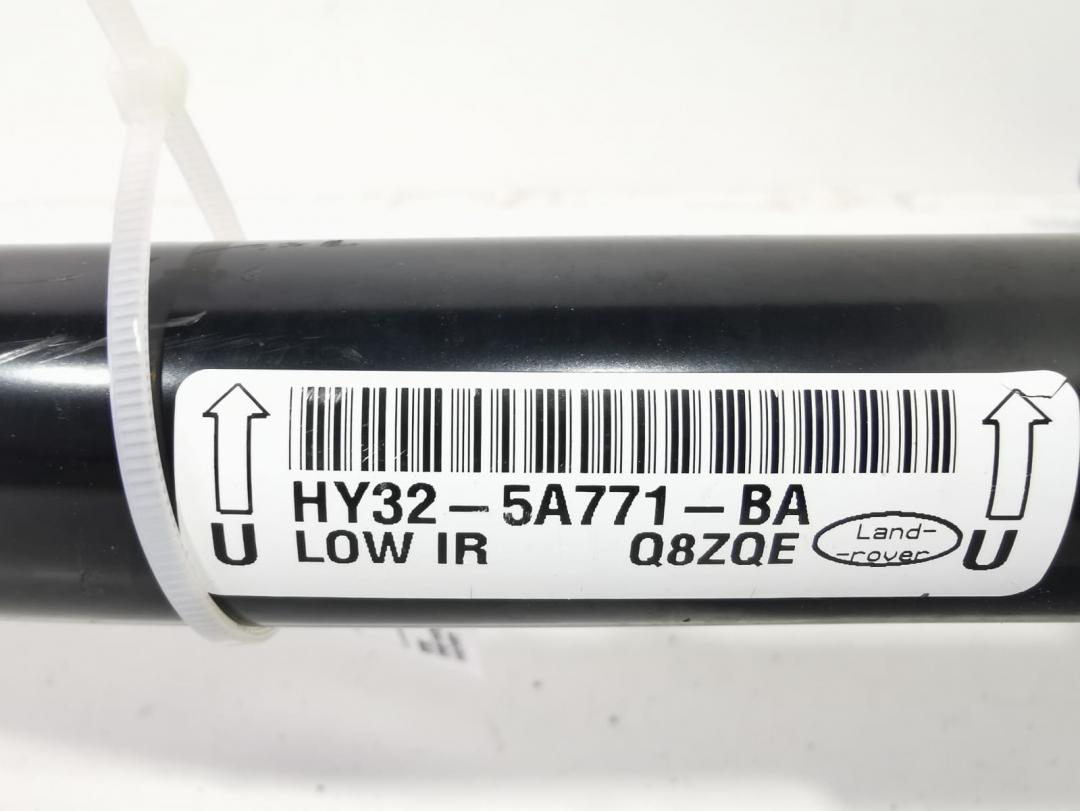 HY32-5A771-BA
U LOW IR Q8ZQE Land-
-rover U